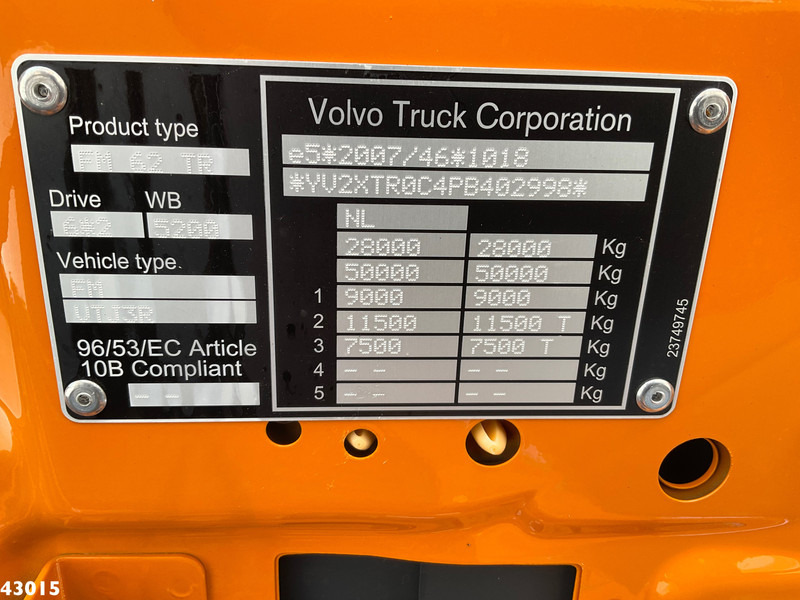 Product type
FM 62 TR
Drive WB
6*2 5200
Vehicle type
FM
UTJ3R
96/53/EC Article
10B Compliant
- -
Volvo Truck Corporation
e5*2007/46*1018
*YV2XTR0C4PB402998*
NL
28000 28000 Kg
50000 50000 Kg
1 9000 9000 Kg
2 11500 11500 T Kg
3 7500 7500 T Kg
4 - - - - Kg
5 - - - - Kg
23749745
43015